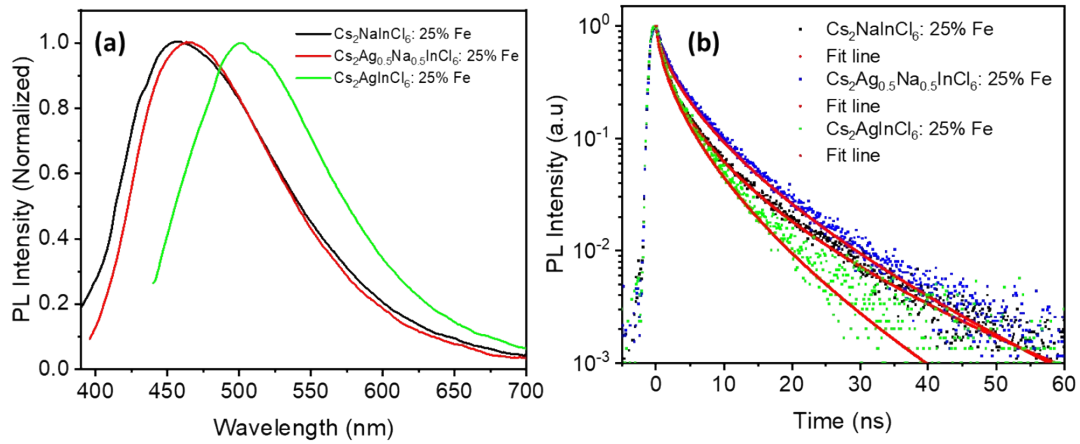 (a)
Cs₂NaInCl₆: 25% Fe
Cs₂Ag₀.₅Na₀.₅InCl₆: 25% Fe
Cs₂AgInCl₆: 25% Fe
PL Intensity (Normalized)
1.0
0.8
0.6
0.4
0.2
0.0
400 450 500 550 600 650 700
Wavelength (nm)
(b)
Cs₂NaInCl₆: 25% Fe
Fit line
Cs₂Ag₀.₅Na₀.₅InCl₆: 25% Fe
Fit line
Cs₂AgInCl₆: 25% Fe
Fit line
PL Intensity (a.u)
10⁰
10⁻¹
10⁻²
10⁻³
0 10 20 30 40 50 60
Time (ns)